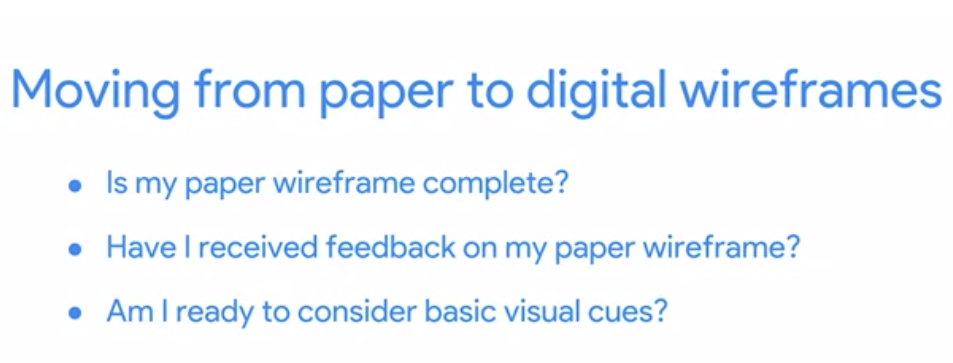 Moving from paper to digital wireframes
• Is my paper wireframe complete?
• Have I received feedback on my paper wireframe?
• Am I ready to consider basic visual cues?